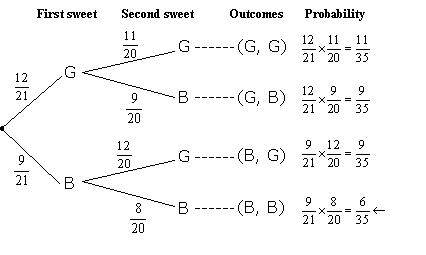 First sweet Second sweet Outcomes Probability
11/20 G ------ (G, G) 12/21 × 11/20 = 11/35
12/21 G
9/20 B ------ (G, B) 12/21 × 9/20 = 9/35
12/20 G ------ (B, G) 9/21 × 12/20 = 9/35
9/21 B
8/20 B ------ (B, B) 9/21 × 8/20 = 6/35 ←